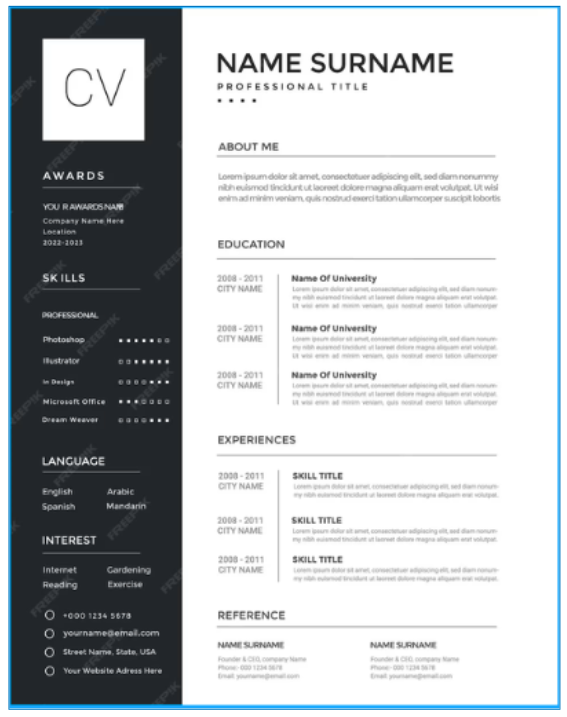 CV
AWARDS
YOU R AWARDS NAME
Company Name Here
Location
2022-2023
SKILLS
PROFESSIONAL
Photoshop
Illustrator
In Design
Microsoft Office
Dream Weaver
LANGUAGE
English Arabic
Spanish Mandarin
INTEREST
Internet Gardening
Reading Exercise
+000 1234 5678
yourname@email.com
Street Name, State, USA
Your Website Adress Here
NAME SURNAME
PROFESSIONAL TITLE
ABOUT ME
Lorem ipsum dolor sit amet, consectetuer adipiscing elit, sed diam nonummy
nibh euismod tincidunt ut laoreet dolore magna aliquam erat volutpat. Ut wisi
enim ad minim veniam, quis nostrud exerci tation ullamcorper suscipit lobortis
EDUCATION
2008 - 2011 Name Of University
CITY NAME Lorem ipsum dolor sit amet, consectetuer adipiscing elit, sed diam nonum-
my nibh euismod tincidunt ut laoreet dolore magna aliquam erat volutpat.
Ut wisi enim ad minim veniam, quis nostrud exerci tation ullamcorper
2008 - 2011 Name Of University
CITY NAME Lorem ipsum dolor sit amet, consectetuer adipiscing elit, sed diam nonum-
my nibh euismod tincidunt ut laoreet dolore magna aliquam erat volutpat.
Ut wisi enim ad minim veniam, quis nostrud exerci tation ullamcorper
2008 - 2011 Name Of University
CITY NAME Lorem ipsum dolor sit amet, consectetuer adipiscing elit, sed diam nonum-
my nibh euismod tincidunt ut laoreet dolore magna aliquam erat volutpat.
Ut wisi enim ad minim veniam, quis nostrud exerci tation ullamcorper
EXPERIENCES
2008 - 2011 SKILL TITLE
CITY NAME Lorem ipsum dolor sit amet, consectetuer adipiscing elit, sed diam nonum-
my nibh euismod tincidunt ut laoreet dolore magna aliquam erat volutpat.
2008 - 2011 SKILL TITLE
CITY NAME Lorem ipsum dolor sit amet, consectetuer adipiscing elit, sed diam nonum-
my nibh euismod tincidunt ut laoreet dolore magna aliquam erat volutpat.
2008 - 2011 SKILL TITLE
CITY NAME Lorem ipsum dolor sit amet, consectetuer adipiscing elit, sed diam nonum-
my nibh euismod tincidunt ut laoreet dolore magna aliquam erat volutpat.
REFERENCE
NAME SURNAME NAME SURNAME
Founder & CEO, company Name Founder & CEO, company Name
Phone: 000 1234 5678 Phone: 000 1234 5678
Email: yourname@email.com Email: yourname@email.com
FREEPIK